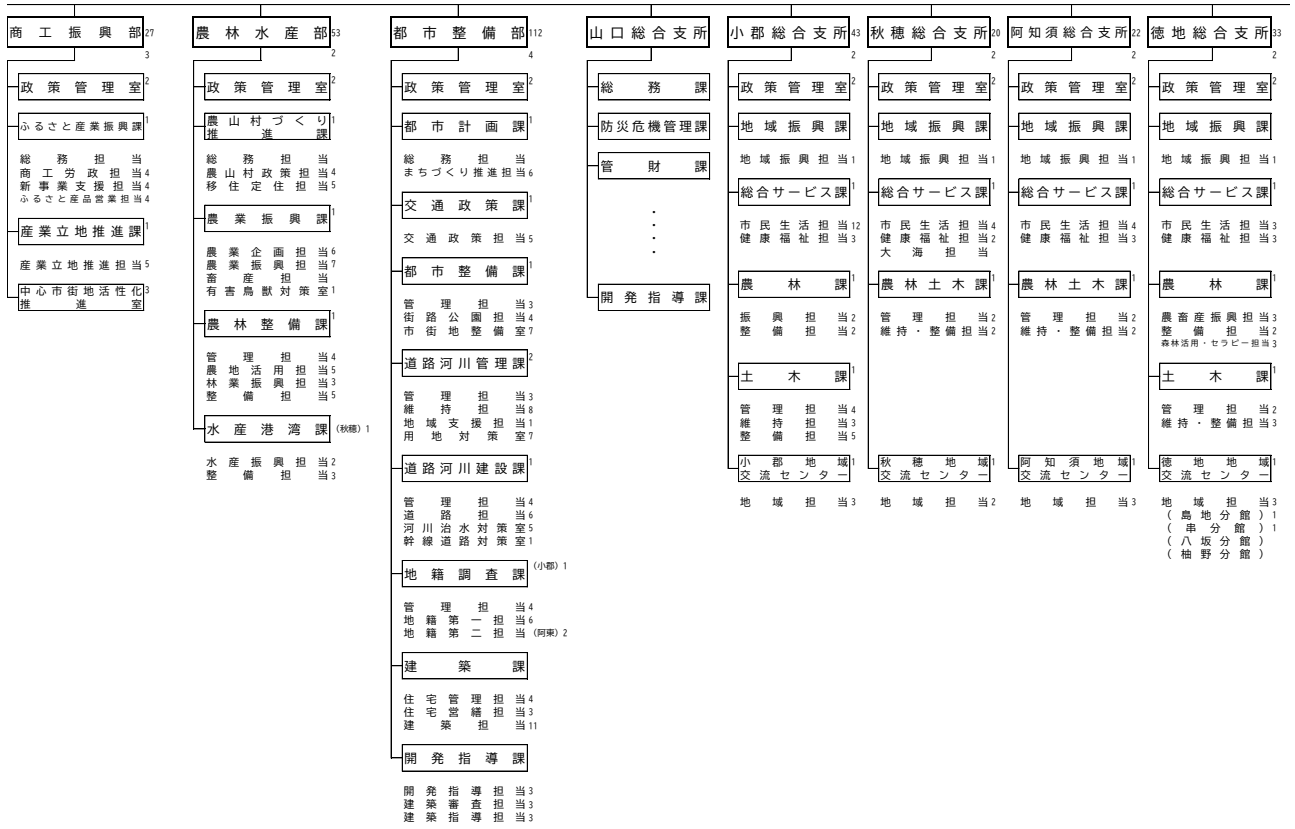 商工振興部 27
3
政策管理室 2
ふるさと産業振興課 1
総務担当
商工労政担当 4
新事業支援担当 4
ふるさと産品営業担当 4
産業立地推進課 1
産業立地推進担当 5
中心市街地活性化 3
推進室
農林水産部 53
2
政策管理室 2
農山村づくり 1
推進課
総務担当
農山村政策担当 4
移住定住担当 5
農業振興課 1
農業企画担当 6
農業振興担当 7
畜産担当
有害鳥獣対策室 1
農林整備課 1
管理担当 4
農地活用担当 5
林業振興担当 3
整備担当 5
水産港湾課 (秋穂) 1
水産振興担当 2
整備担当 3
都市整備部 112
4
政策管理室 2
都市計画課 1
総務担当
まちづくり推進担当 6
交通政策課 1
交通政策担当 5
都市整備課 1
管理担当 3
街路公園担当 4
市街地整備室 7
道路河川管理課 2
管理担当 3
維持担当 8
地域支援担当 1
用地対策室 7
道路河川建設課 1
管理担当 4
道路担当 6
河川治水対策室 5
幹線道路対策室 1
地籍調査課 (小郡) 1
管理担当 4
地籍第一担当 6
地籍第二担当 (阿東) 2
建築課
住宅管理担当 4
住宅営繕担当 3
建築担当 11
開発指導課
開発指導担当 3
建築審査担当 3
建築指導担当 3
山口総合支所
総務課
防災危機管理課
管財課
・
・
・
・
開発指導課
小郡総合支所 43
2
政策管理室 2
地域振興課
地域振興担当 1
総合サービス課 1
市民生活担当 12
健康福祉担当 3
農林課 1
振興担当 2
整備担当 2
土木課 1
管理担当 4
維持担当 3
整備担当 5
小郡地域 1
交流センター
地域担当 3
秋穂総合支所 20
2
政策管理室 2
地域振興課
地域振興担当 1
総合サービス課 1
市民生活担当 4
健康福祉担当 2
大海担当
農林土木課 1
管理担当 2
維持・整備担当 2
秋穂地域 1
交流センター
地域担当 2
阿知須総合支所 22
2
政策管理室 2
地域振興課
地域振興担当 1
総合サービス課 1
市民生活担当 4
健康福祉担当 3
農林土木課 1
管理担当 2
維持・整備担当 2
阿知須地域 1
交流センター
地域担当 3
徳地総合支所 33
2
政策管理室 2
地域振興課
地域振興担当 1
総合サービス課 1
市民生活担当 3
健康福祉担当 3
農林課 1
農畜産振興担当 3
整備担当 2
森林活用・セラピー担当 3
土木課 1
管理担当 2
維持・整備担当 3
徳地地域 1
交流センター
地域担当 3
(島地分館) 1
(串分館) 1
(八坂分館)
(柚野分館)